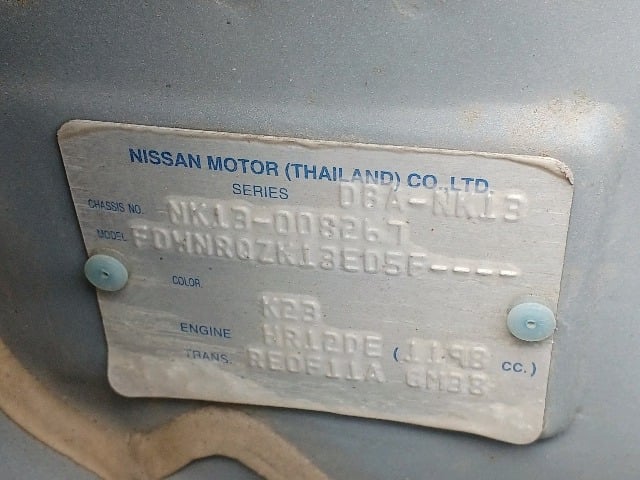 NISSAN MOTOR (THAILAND) CO.,LTD.
SERIES DBA-NK13
CHASSIS NO. NK13-008267
MODEL FDYNRQZK13EDSF----
COLOR K23
ENGINE HR12DE (1198 CC.)
TRANS. RE0F11A GM38